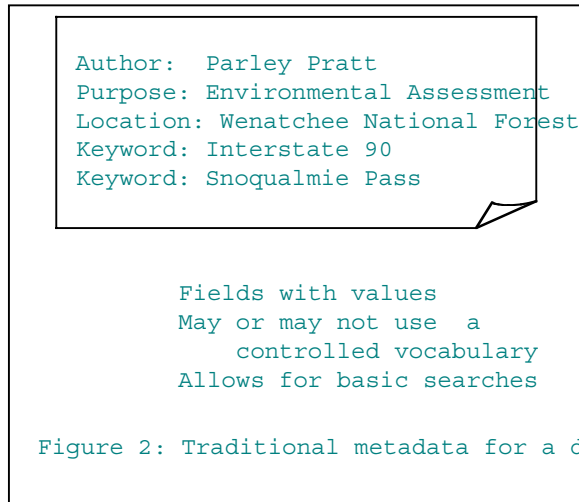 Author: Parley Pratt
Purpose: Environmental Assessment
Location: Wenatchee National Forest
Keyword: Interstate 90
Keyword: Snoqualmie Pass
Fields with values
May or may not use a
controlled vocabulary
Allows for basic searches
Figure 2: Traditional metadata for a